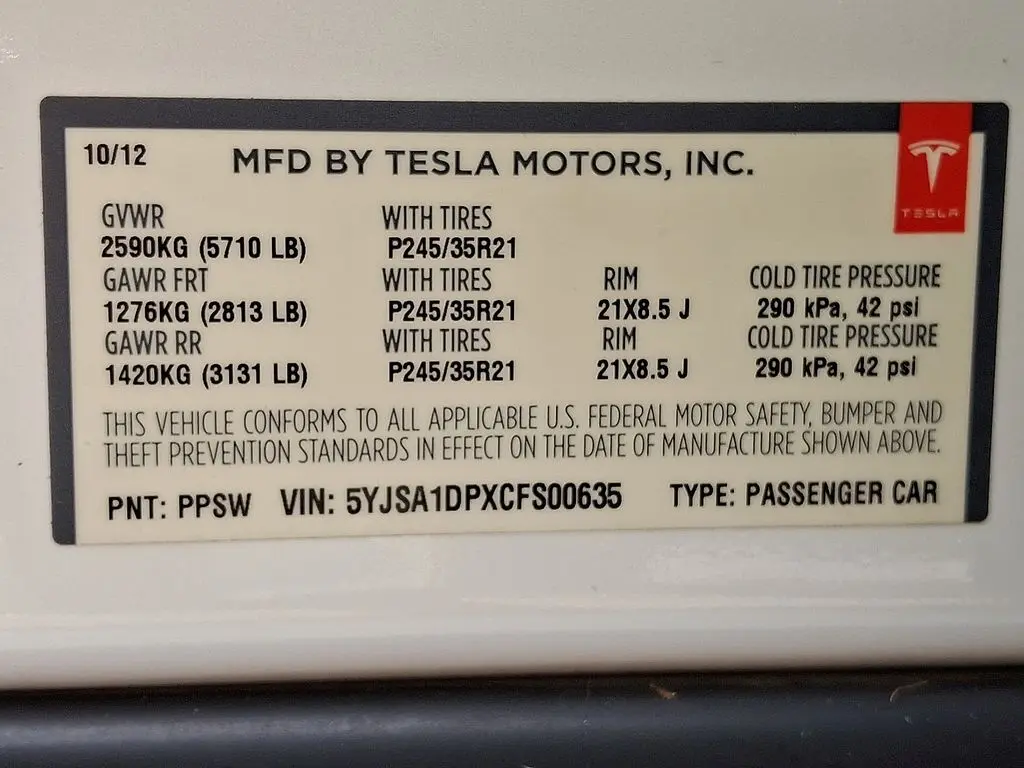 10/12 MFD BY TESLA MOTORS, INC.
TESLA
GVWR WITH TIRES
2590KG (5710 LB) P245/35R21
GAWR FRT WITH TIRES RIM COLD TIRE PRESSURE
1276KG (2813 LB) P245/35R21 21X8.5 J 290 kPa, 42 psi
GAWR RR WITH TIRES RIM COLD TIRE PRESSURE
1420KG (3131 LB) P245/35R21 21X8.5 J 290 kPa, 42 psi
THIS VEHICLE CONFORMS TO ALL APPLICABLE U.S. FEDERAL MOTOR SAFETY, BUMPER AND
THEFT PREVENTION STANDARDS IN EFFECT ON THE DATE OF MANUFACTURE SHOWN ABOVE.
PNT: PPSW VIN: 5YJSA1DPXCFS00635 TYPE: PASSENGER CAR